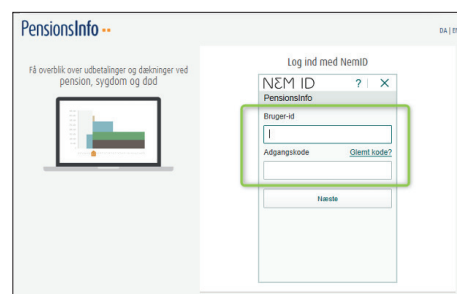 PensionsInfo
DA | E
Få overblik over udbetalinger og dækninger ved
pension, sygdom og død
Log ind med NemID
NEM ID ? | X
PensionsInfo
Bruger-id
Adgangskode Glemt kode?
Næste